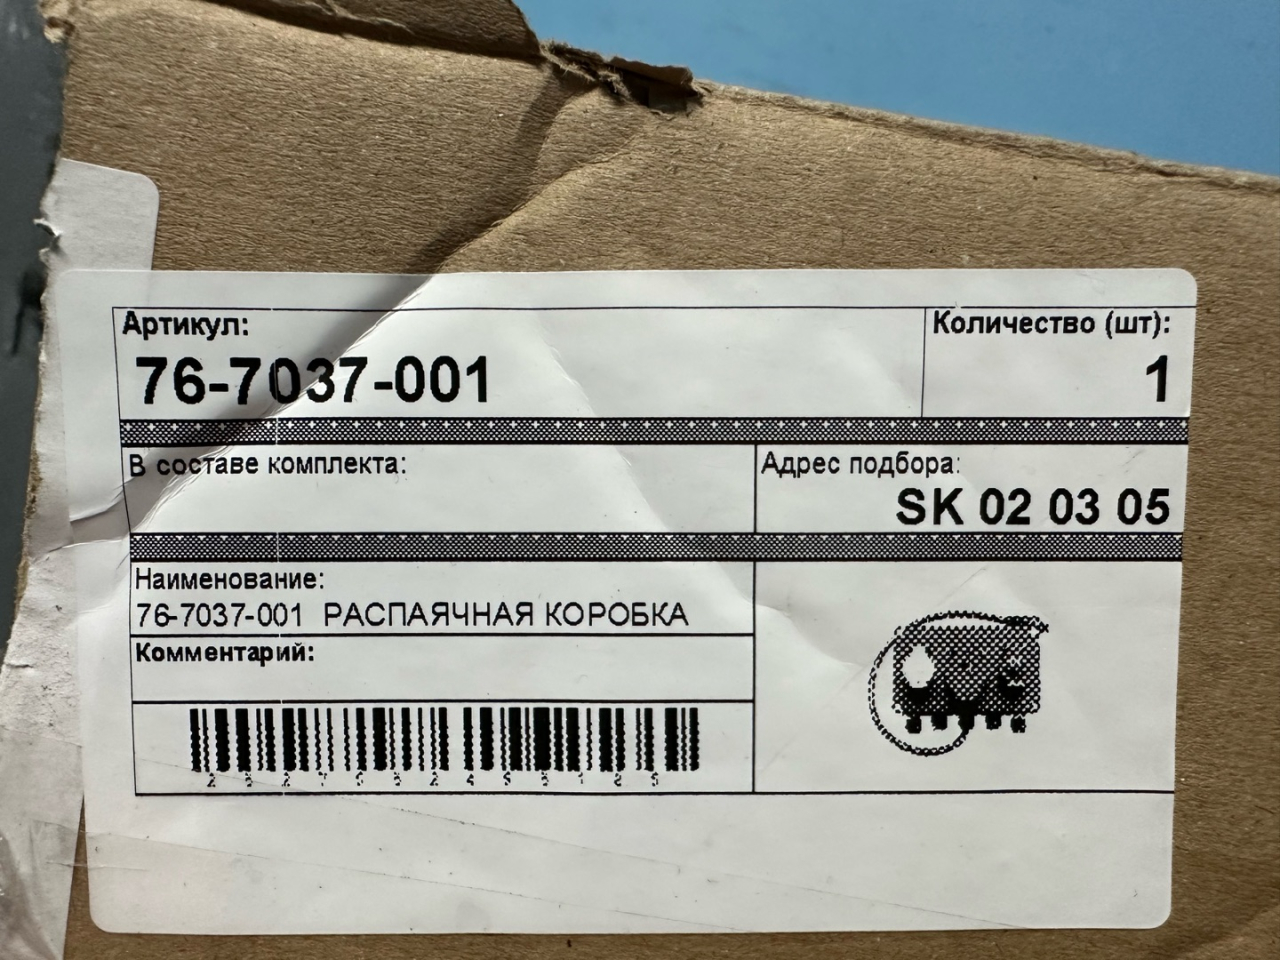 Артикул:
Количество (шт):
76-7037-001
1
В составе комплекта:
Адрес подбора:
SK 02 03 05
Наименование:
76-7037-001 РАСПАЯЧНАЯ КОРОБКА
Комментарий: